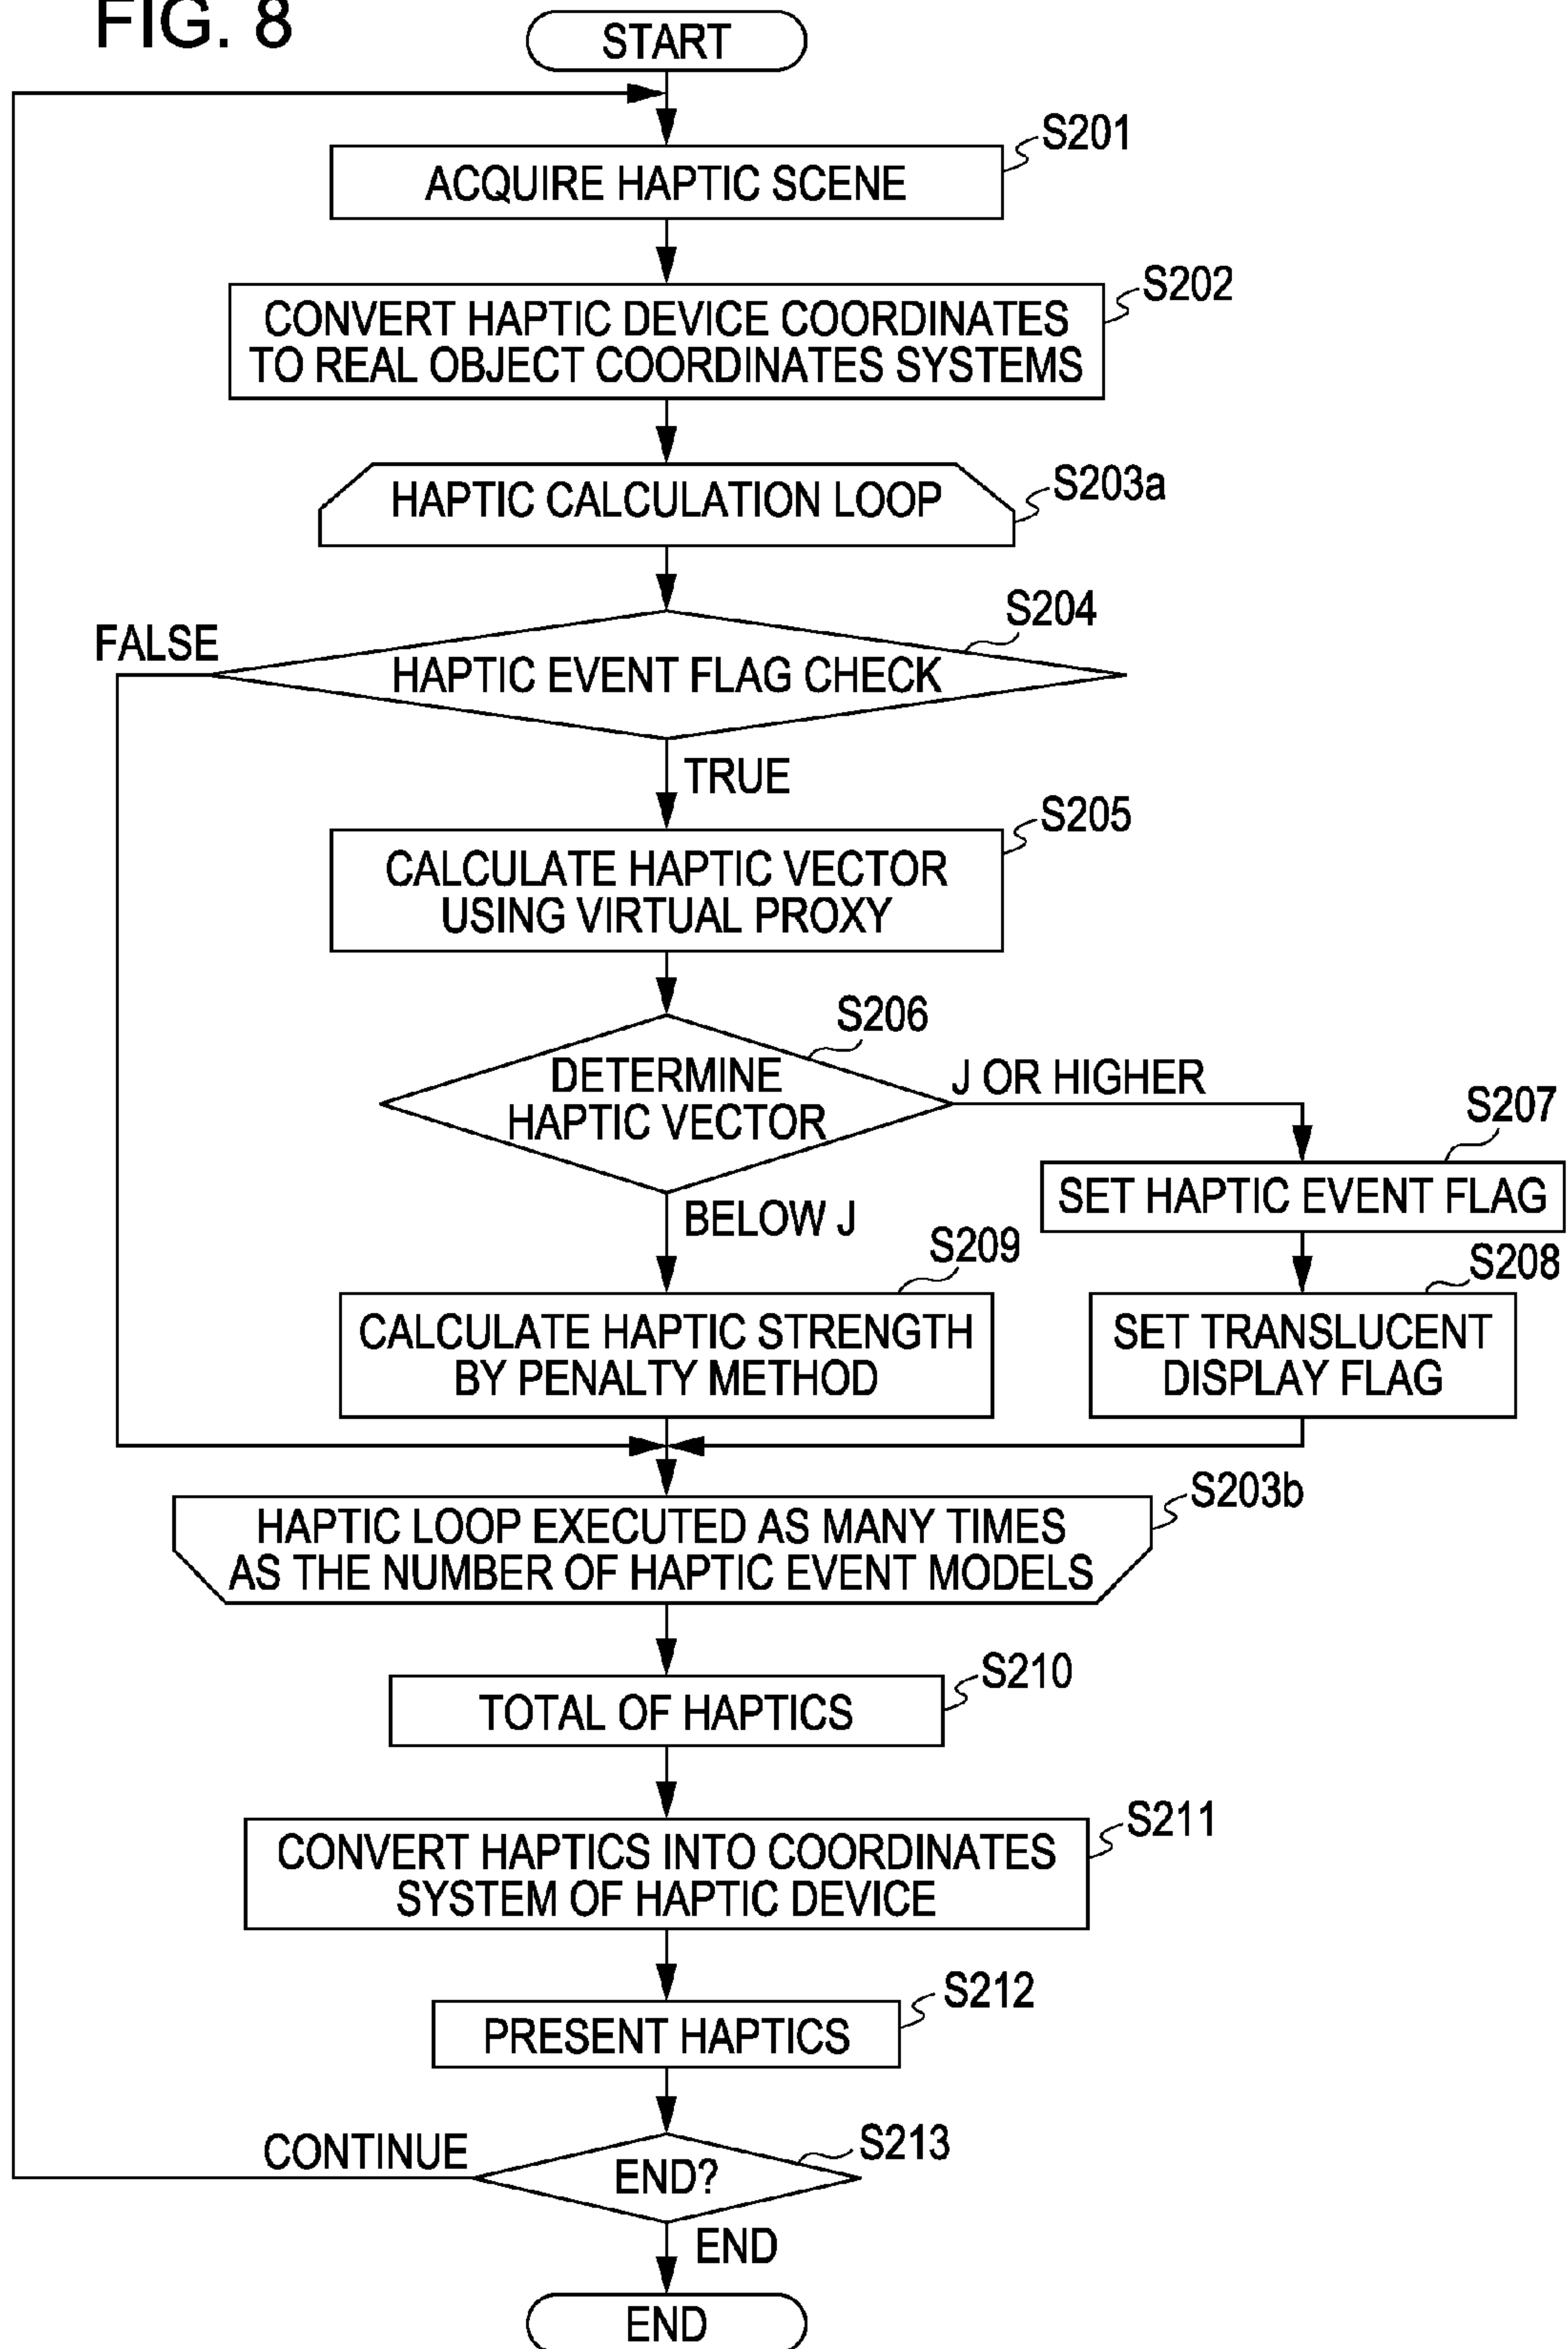 FIG. 8
START
S201
ACQUIRE HAPTIC SCENE
S202
CONVERT HAPTIC DEVICE COORDINATES
TO REAL OBJECT COORDINATES SYSTEMS
S203a
HAPTIC CALCULATION LOOP
S204
FALSE
HAPTIC EVENT FLAG CHECK
TRUE
S205
CALCULATE HAPTIC VECTOR
USING VIRTUAL PROXY
S206
DETERMINE
HAPTIC VECTOR
J OR HIGHER
S207
SET HAPTIC EVENT FLAG
BELOW J
S209
S208
CALCULATE HAPTIC STRENGTH
BY PENALTY METHOD
SET TRANSLUCENT
DISPLAY FLAG
S203b
HAPTIC LOOP EXECUTED AS MANY TIMES
AS THE NUMBER OF HAPTIC EVENT MODELS
S210
TOTAL OF HAPTICS
S211
CONVERT HAPTICS INTO COORDINATES
SYSTEM OF HAPTIC DEVICE
S212
PRESENT HAPTICS
S213
CONTINUE
END?
END
END